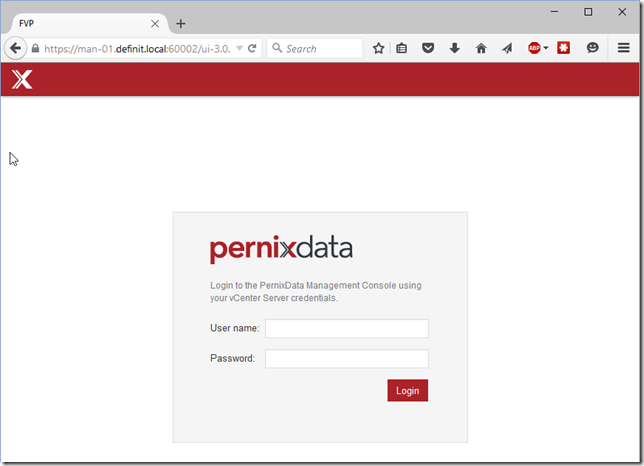 FVP
https://man-01.definit.local:60002/ui-3.0.
Search
ABP
pernixdata
Login to the PernixData Management Console using
your vCenter Server credentials.
User name:
Password:
Login